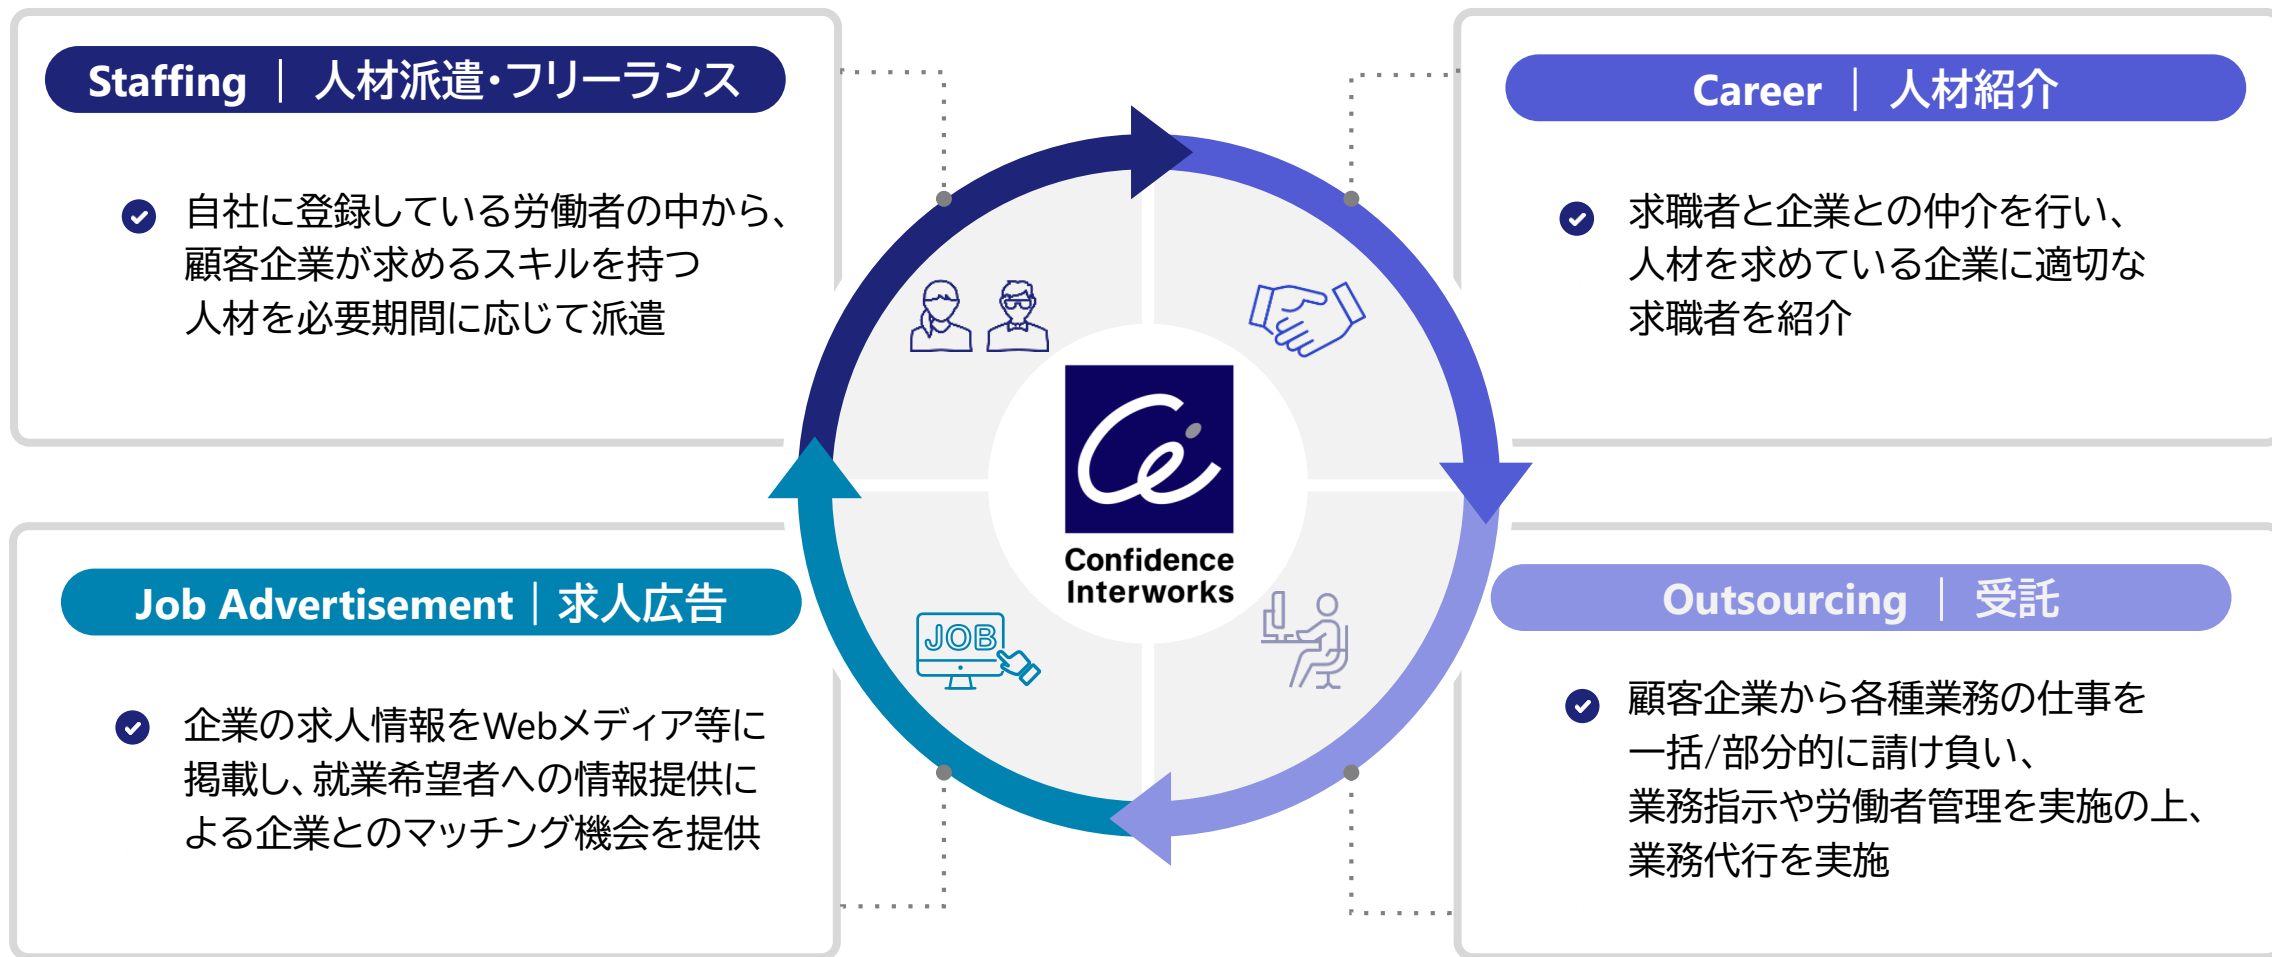 Staffing ｜ 人材派遣・フリーランス
自社に登録している労働者の中から、
顧客企業が求めるスキルを持つ
人材を必要期間に応じて派遣
Career ｜ 人材紹介
求職者と企業との仲介を行い、
人材を求めている企業に適切な
求職者を紹介
Ci
Confidence
Interworks
JOB
Job Advertisement｜求人広告
企業の求人情報をWebメディア等に
掲載し、就業希望者への情報提供に
よる企業とのマッチング機会を提供
Outsourcing ｜ 受託
顧客企業から各種業務の仕事を
一括/部分的に請け負い、
業務指示や労働者管理を実施の上、
業務代行を実施